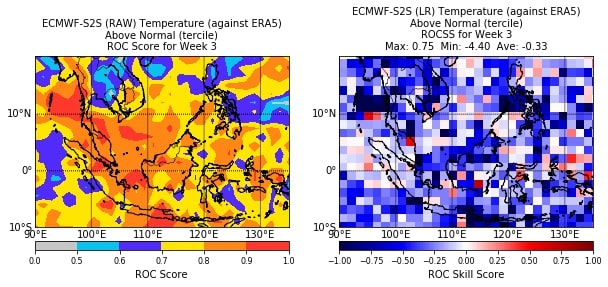 ECMWF-S2S (RAW) Temperature (against ERA5)
Above Normal (tercile)
ROC Score for Week 3
10°N
0°
10°S
90°E 100°E 110°E 120°E 130°E
0.0 0.5 0.6 0.7 0.8 0.9 1.0
ROC Score
ECMWF-S2S (LR) Temperature (against ERA5)
Above Normal (tercile)
ROCSS for Week 3
Max: 0.75 Min: -4.40 Ave: -0.33
10°N
0°
10°S
90°E 100°E 110°E 120°E 130°E
−1.00 −0.75 −0.50 −0.25 0.00 0.25 0.50 0.75 1.00
ROC Skill Score